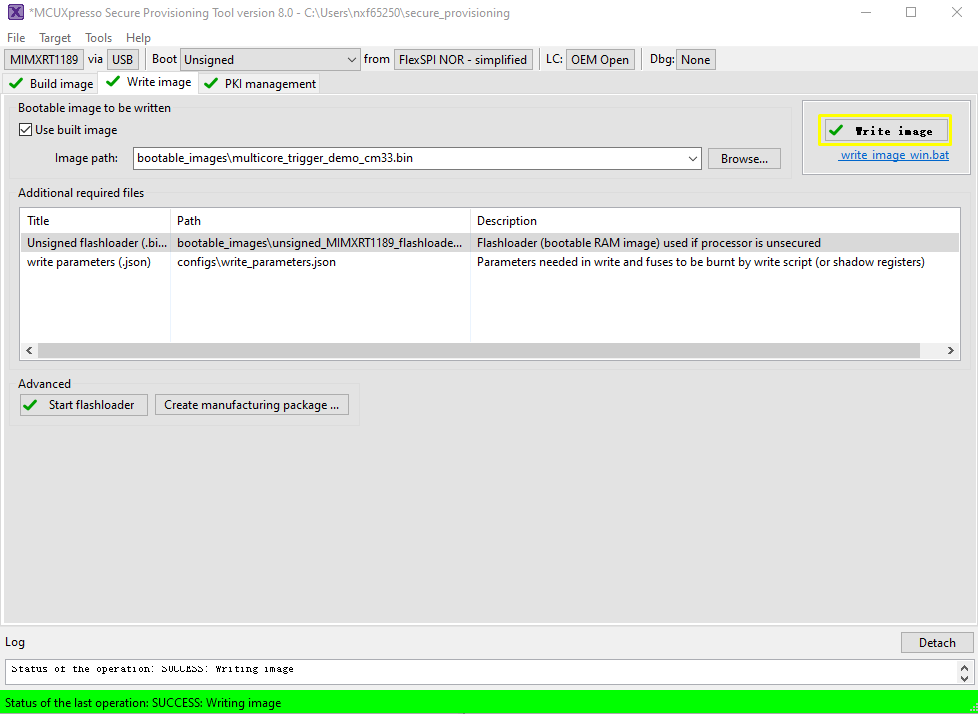 *MCUXpresso Secure Provisioning Tool version 8.0 - C:\Users\nxf65250\secure_provisioning
File Target Tools Help
MIMXRT1189 via USB Boot Unsigned from FlexSPI NOR - simplified LC: OEM Open Dbg: None
Build image Write image PKI management
Bootable image to be written
Use built image
Write image
Image path: bootable_images\multicore_trigger_demo_cm33.bin Browse...
write image win.bat
Additional required files
Title Path Description
Unsigned flashloader (.bi... bootable_images\unsigned_MIMXRT1189_flashloade... Flashloader (bootable RAM image) used if processor is unsecured
write parameters (.json) configs\write_parameters.json Parameters needed in write and fuses to be burnt by write script (or shadow registers)
Advanced
Start flashloader Create manufacturing package ...
Log Detach
Status of the operation: SUCCESS: Writing image
Status of the last operation: SUCCESS: Writing image